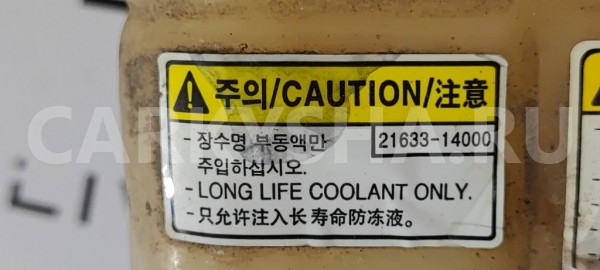 주의/CAUTION/注意
- 장수명 부동액만 21633-14000
주입하십시오.
- LONG LIFE COOLANT ONLY.
- 只允许注入长寿命防冻液。
CARKYSHA.RU